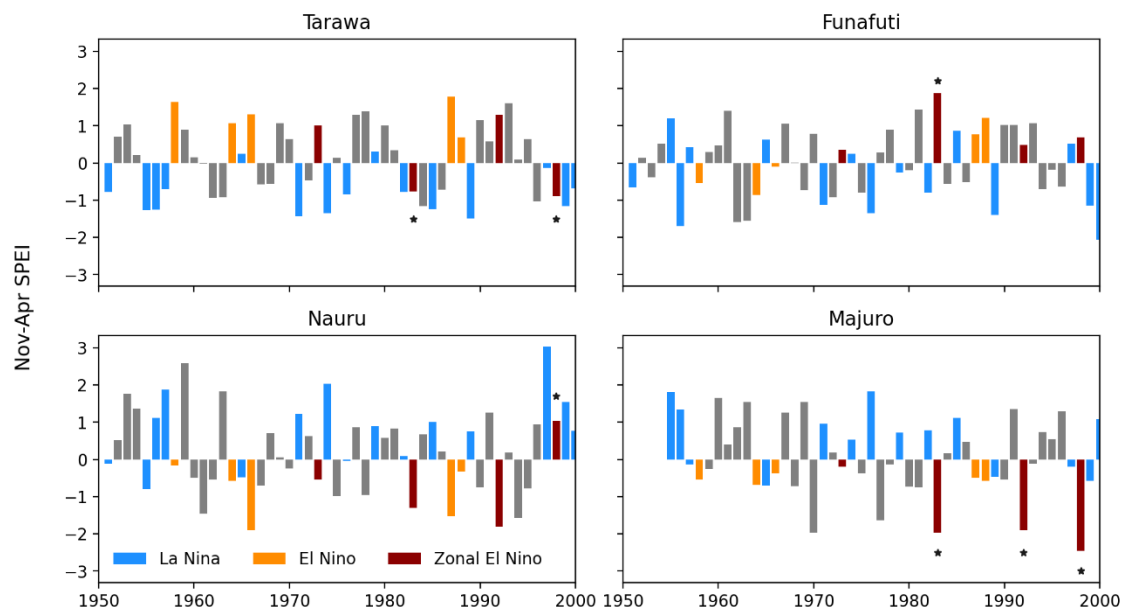 Tarawa
Funafuti
3
2
1
0
−1
−2
−3
Nov-Apr SPEI
Nauru
Majuro
3
2
1
0
−1
−2
−3
La Nina
El Nino
Zonal El Nino
1950 1960 1970 1980 1990 2000
1950 1960 1970 1980 1990 2000